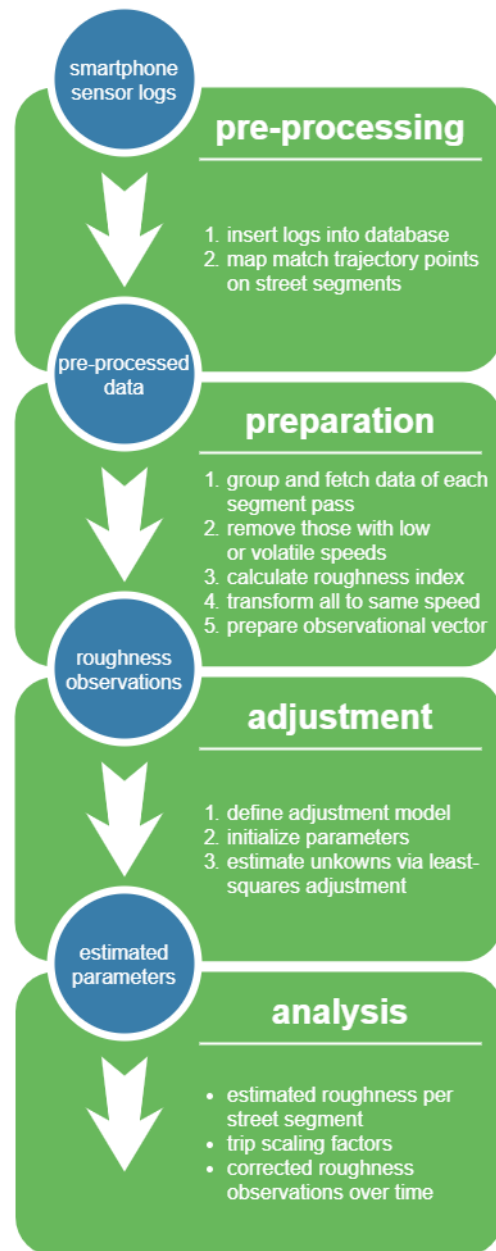 smartphone
sensor logs
pre-processing
1. insert logs into database
2. map match trajectory points
on street segments
pre-processed
data
preparation
1. group and fetch data of each
segment pass
2. remove those with low
or volatile speeds
3. calculate roughness index
4. transform all to same speed
5. prepare observational vector
roughness
observations
adjustment
1. define adjustment model
2. initialize parameters
3. estimate unkowns via least-
squares adjustment
estimated
parameters
analysis
• estimated roughness per
street segment
• trip scaling factors
• corrected roughness
observations over time